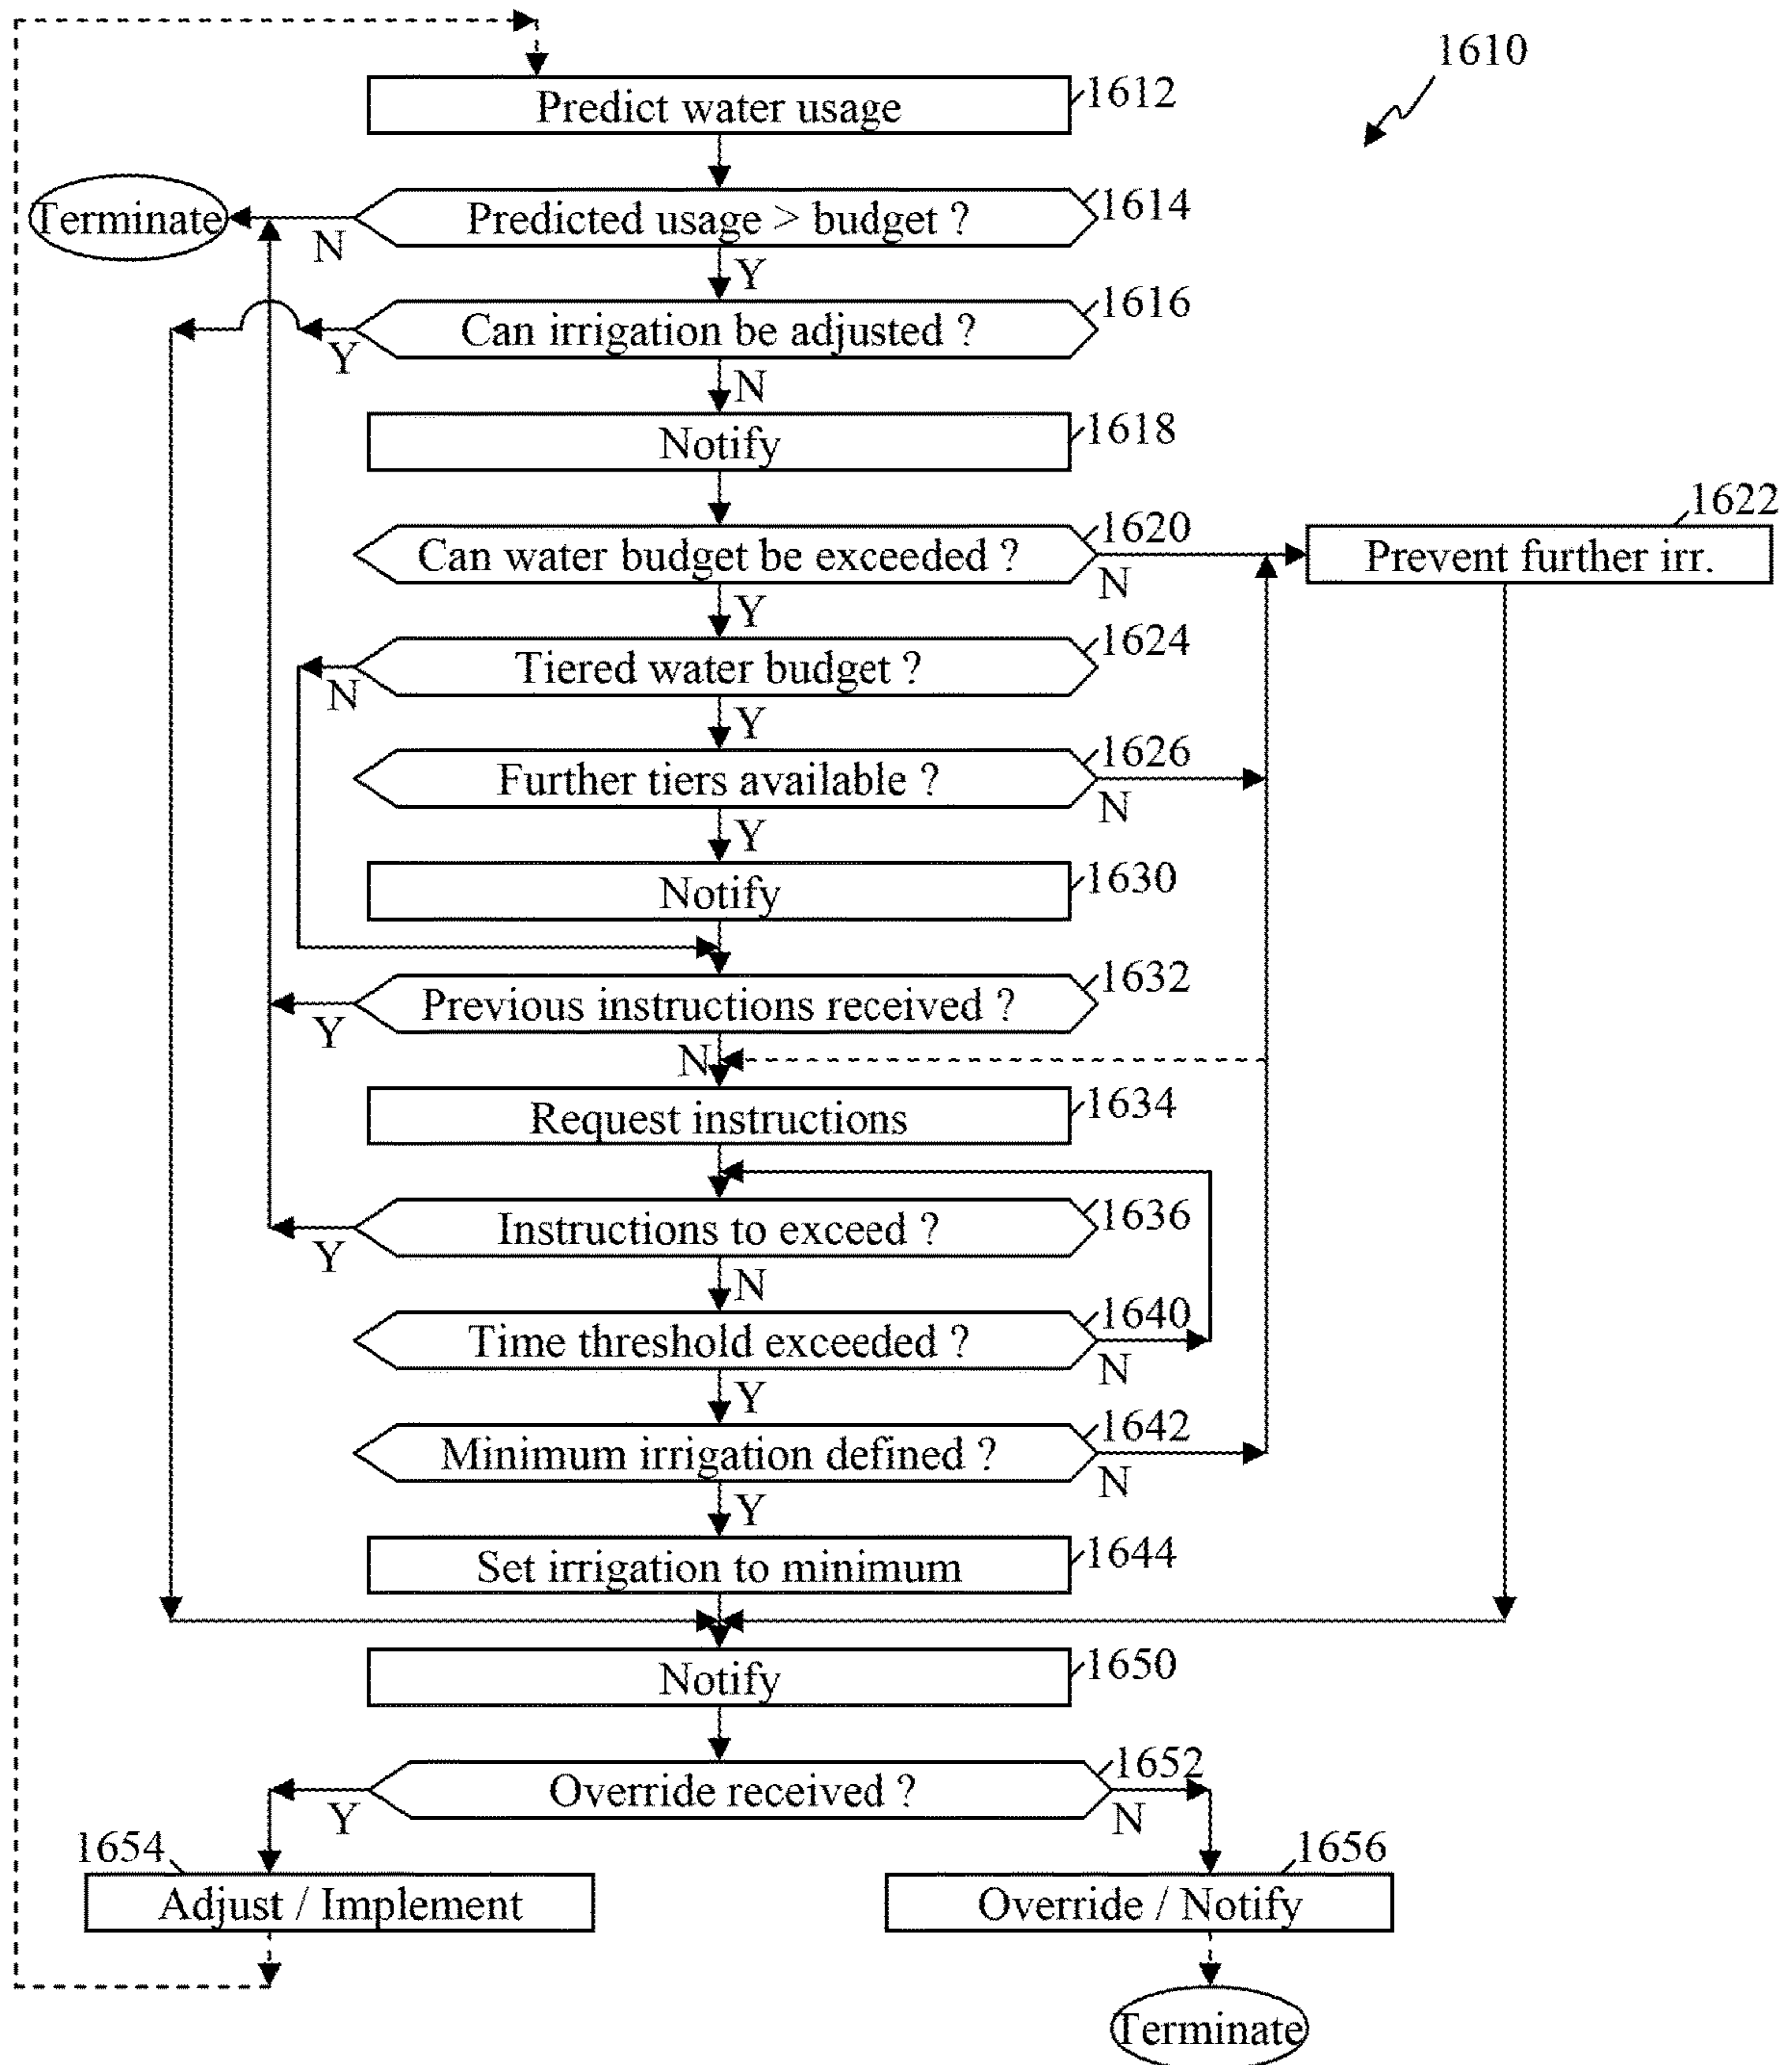 1610
Predict water usage
1612
Terminate
Predicted usage > budget ?
1614
N
Y
Can irrigation be adjusted ?
1616
Y
N
Notify
1618
1622
Can water budget be exceeded ?
1620
Prevent further irr.
N
Y
Tiered water budget ?
1624
N
Y
Further tiers available ?
1626
N
Y
Notify
1630
Previous instructions received ?
1632
Y
N
Request instructions
1634
Instructions to exceed ?
1636
Y
N
Time threshold exceeded ?
1640
N
Y
Minimum irrigation defined ?
1642
N
Y
Set irrigation to minimum
1644
Notify
1650
Override received ?
1652
Y
N
1654
1656
Adjust / Implement
Override / Notify
Terminate